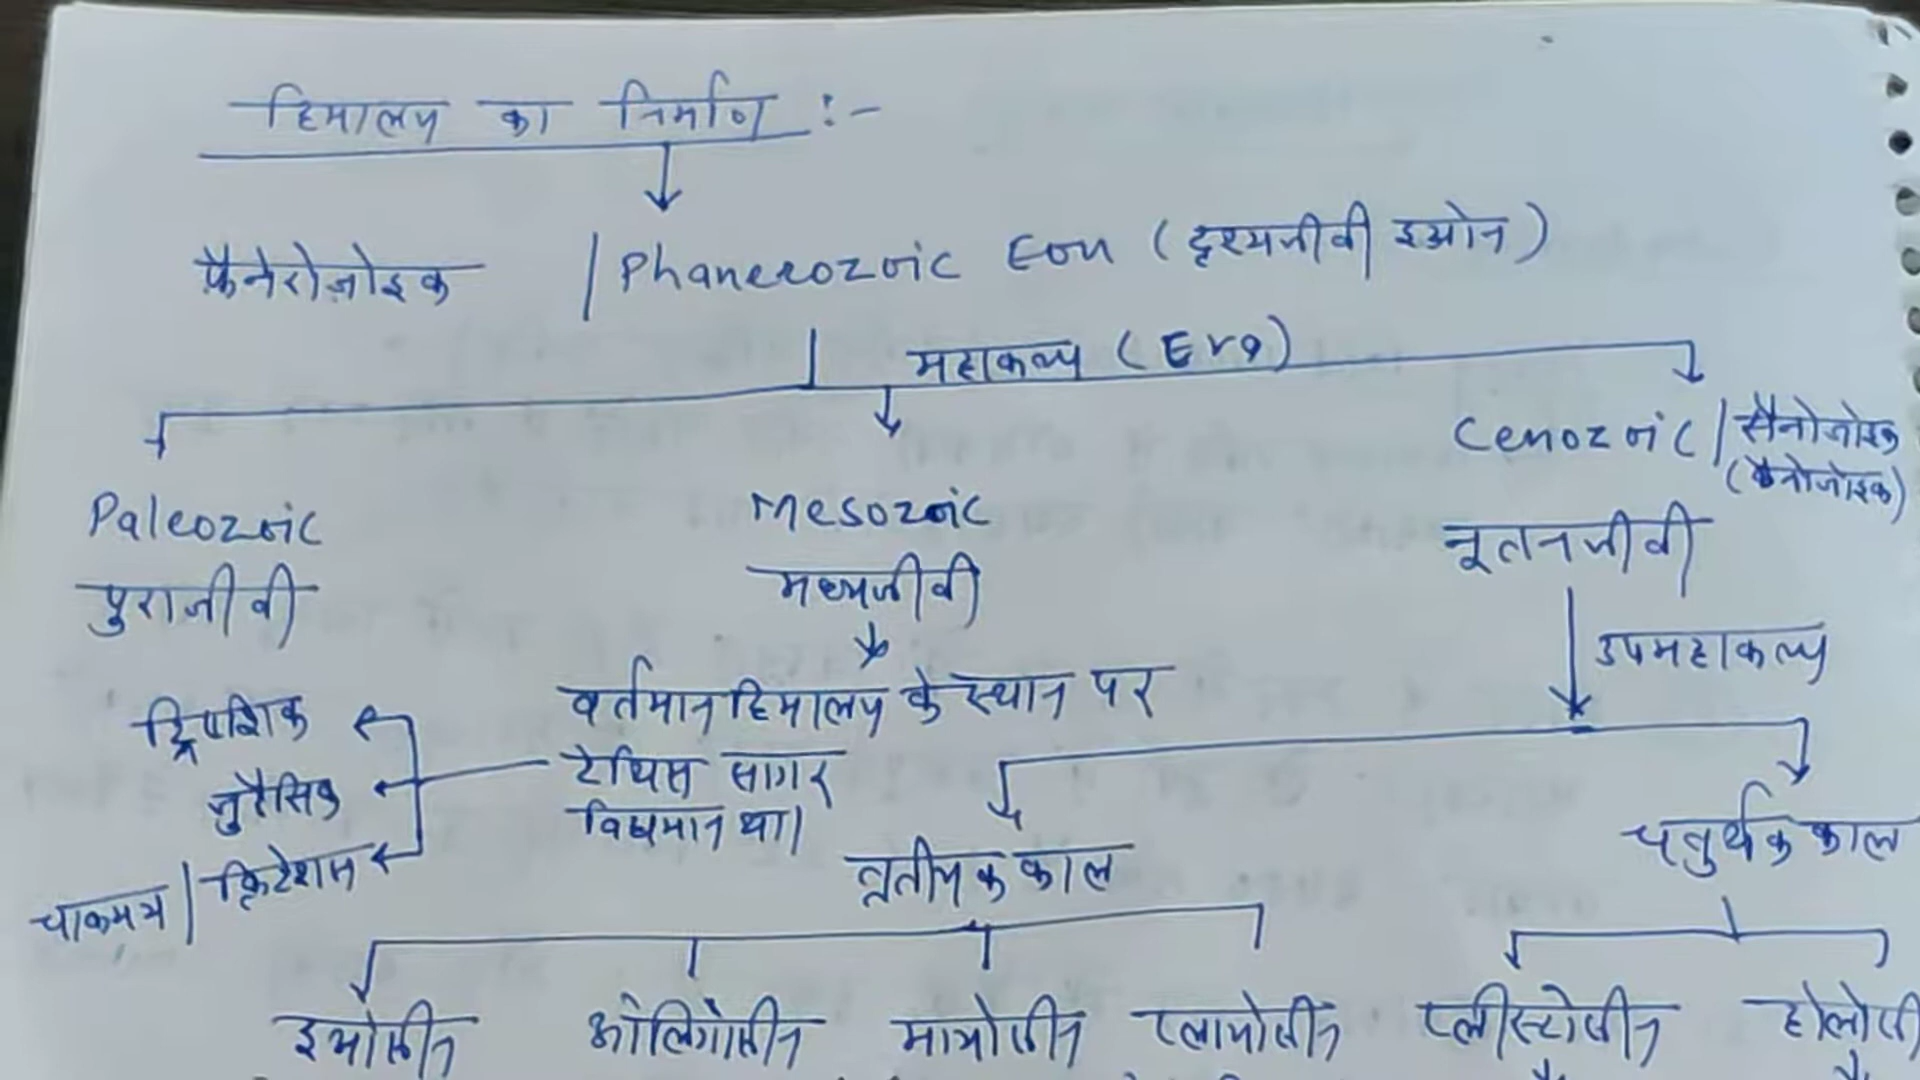 हिमालय का निर्माण :-
फ़ैनेरोज़ोइक / Phanerozoic Eon (दृश्यजीवी इओन)
महाकल्प (Era)
Cenozoic / सैनोजोइक
Paleozoic Mesozoic
नूतनजीवी
पुराजीवी मध्यजीवी
उपमहाकल्प
वर्तमान हिमालय के स्थान पर
जुरैसिक टेथिस सागर
विद्यमान था।
चतुर्थक काल
तृतीयक काल
चाकमय / क्रिटेशस
इओसीन ओलिगोसीन मायोसीन प्लायोसीन प्लीस्टोसीन